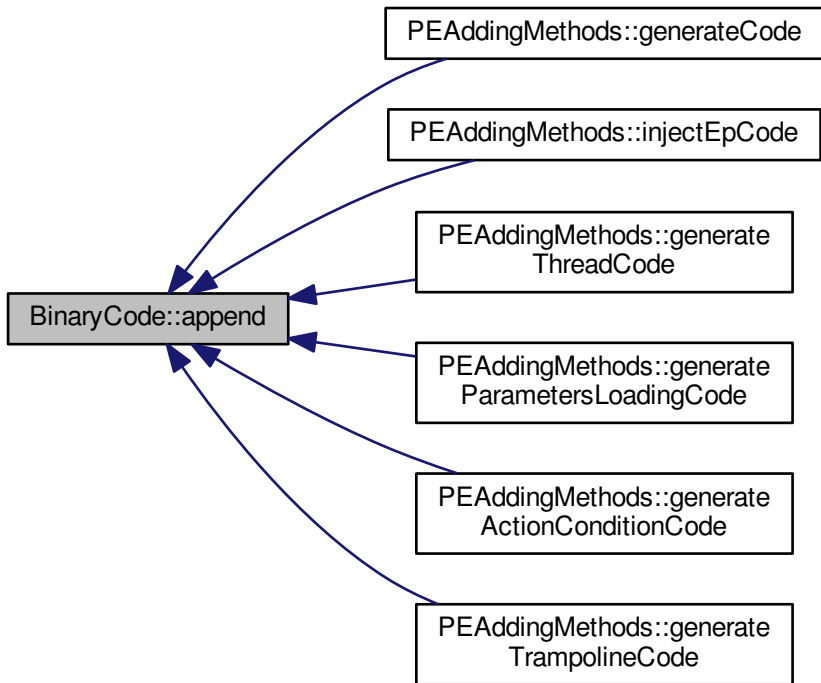 PEAddingMethods::generateCode
PEAddingMethods::injectEpCode
PEAddingMethods::generate
ThreadCode
BinaryCode::append
PEAddingMethods::generate
ParametersLoadingCode
PEAddingMethods::generate
ActionConditionCode
PEAddingMethods::generate
TrampolineCode